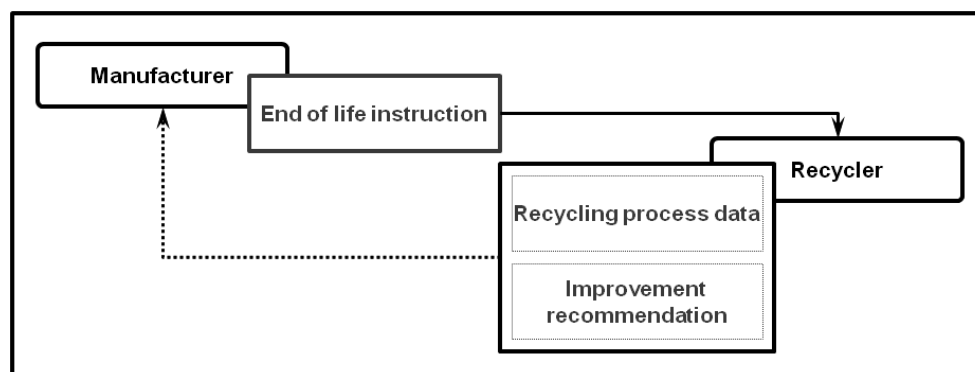 Manufacturer
End of life instruction
Recycler
Recycling process data
Improvement
recommendation